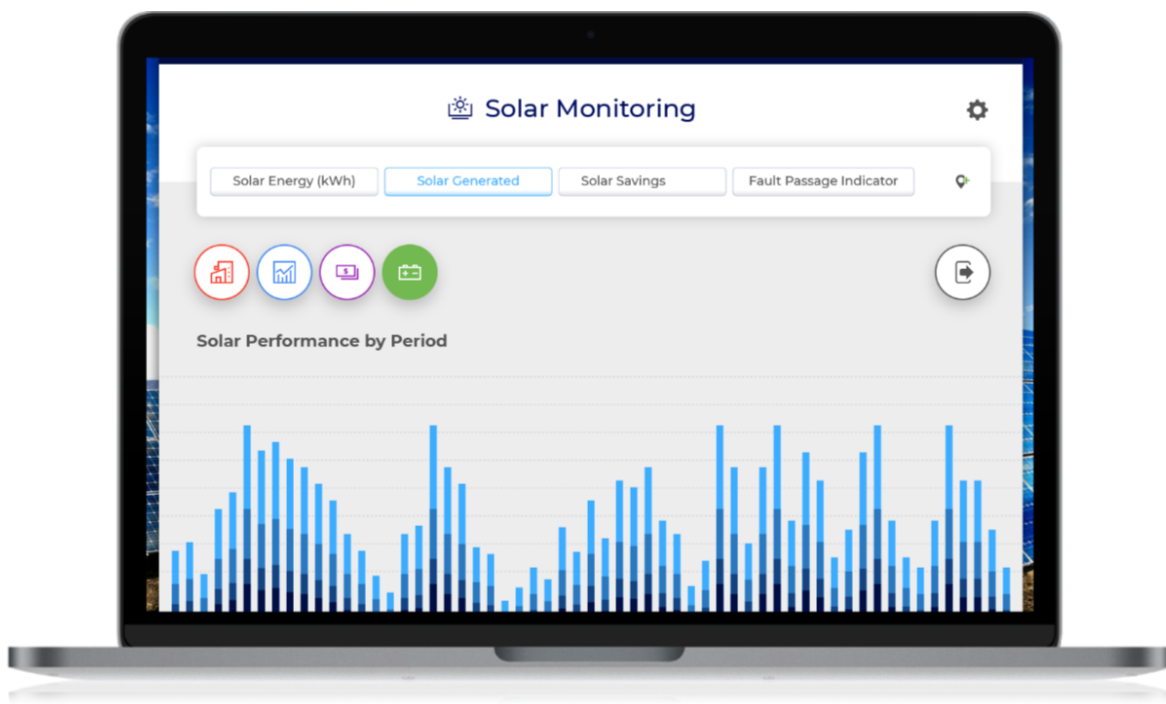 Solar Monitoring
Solar Energy (kWh)
Solar Generated
Solar Savings
Fault Passage Indicator
$
Solar Performance by Period